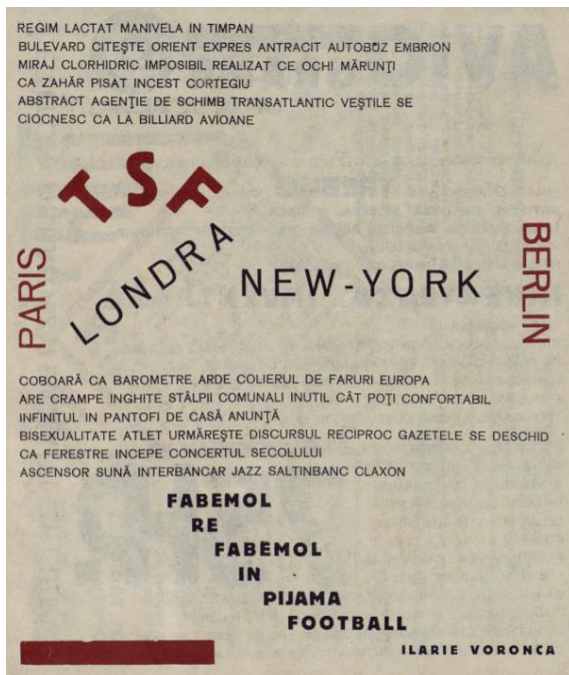 REGIM LACTAT MANIVELA IN TIMPAN
BULEVARD CITEŞTE ORIENT EXPRES ANTRACIT AUTOBUZ EMBRION
MIRAJ CLORHIDRIC IMPOSIBIL REALIZAT CE OCHI MĂRUNŢI
CA ZAHĂR PISAT INCEST CORTEGIU
ABSTRACT AGENŢIE DE SCHIMB TRANSATLANTIC VEŞTILE SE
CIOCNESC CA LA BILLIARD AVIOANE
TSF
PARIS
LONDRA
NEW-YORK
BERLIN
COBOARĂ CA BAROMETRE ARDE COLIERUL DE FARURI EUROPA
ARE CRAMPE INGHITE STÂLPII COMUNALI INUTIL CÂT POŢI CONFORTABIL
INFINITUL IN PANTOFI DE CASĂ ANUNŢĂ
BISEXUALITATE ATLET URMĂREŞTE DISCURSUL RECIPROC GAZETELE SE DESCHID
CA FERESTRE INCEPE CONCERTUL SECOLULUI
ASCENSOR SUNĂ INTERBANCAR JAZZ SALTINBANC CLAXON
FABEMOL
RE
FABEMOL
IN
PIJAMA
FOOTBALL
ILARIE VORONCA